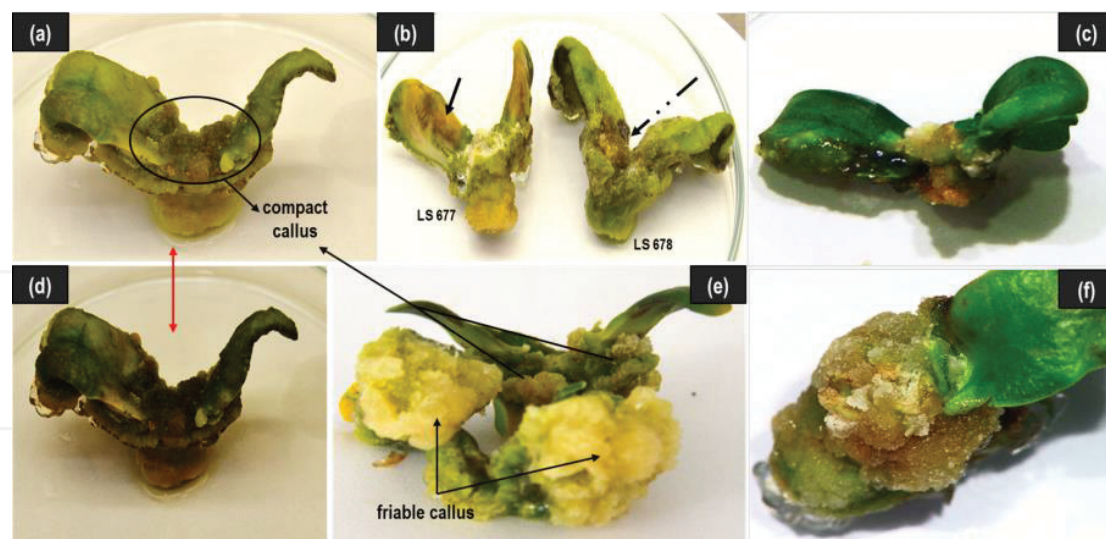 (a)
(b)
(c)
LS 677
LS 678
compact
callus
(d)
(e)
(f)
friable callus